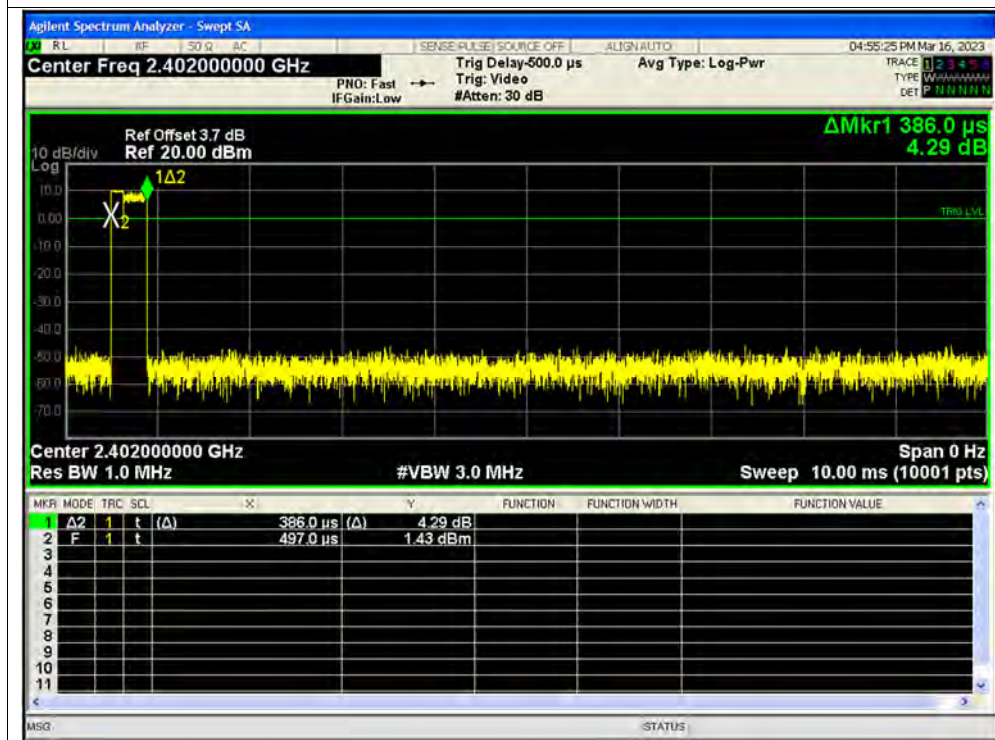 Agilent Spectrum Analyzer - Swept SA
LXI RL RF 50 Ω AC SENSE:PULSE SOURCE OFF ALIGNAUTO 04:55:25 PM Mar 16, 2023
Center Freq 2.402000000 GHz
PNO: Fast
IFGain:Low
Trig Delay-500.0 µs
Trig: Video
#Atten: 30 dB
Avg Type: Log-Pwr
TRACE 1 2 3 4 5 6
TYPE
DET P N N N N N
ΔMkr1 386.0 µs
4.29 dB
Ref Offset 3.7 dB
10 dB/div Ref 20.00 dBm
Log
1Δ2
10.0
2
0.00
TRIG LVL
-10.0
-20.0
-30.0
-40.0
-50.0
-60.0
-70.0
Center 2.402000000 GHz Span 0 Hz
Res BW 1.0 MHz #VBW 3.0 MHz Sweep 10.00 ms (10001 pts)
MKR MODE TRC SCL X Y FUNCTION FUNCTION WIDTH FUNCTION VALUE
1 Δ2 1 t (Δ) 386.0 µs (Δ) 4.29 dB
2 F 1 t 497.0 µs 1.43 dBm
3
4
5
6
7
8
9
10
11
MSG STATUS